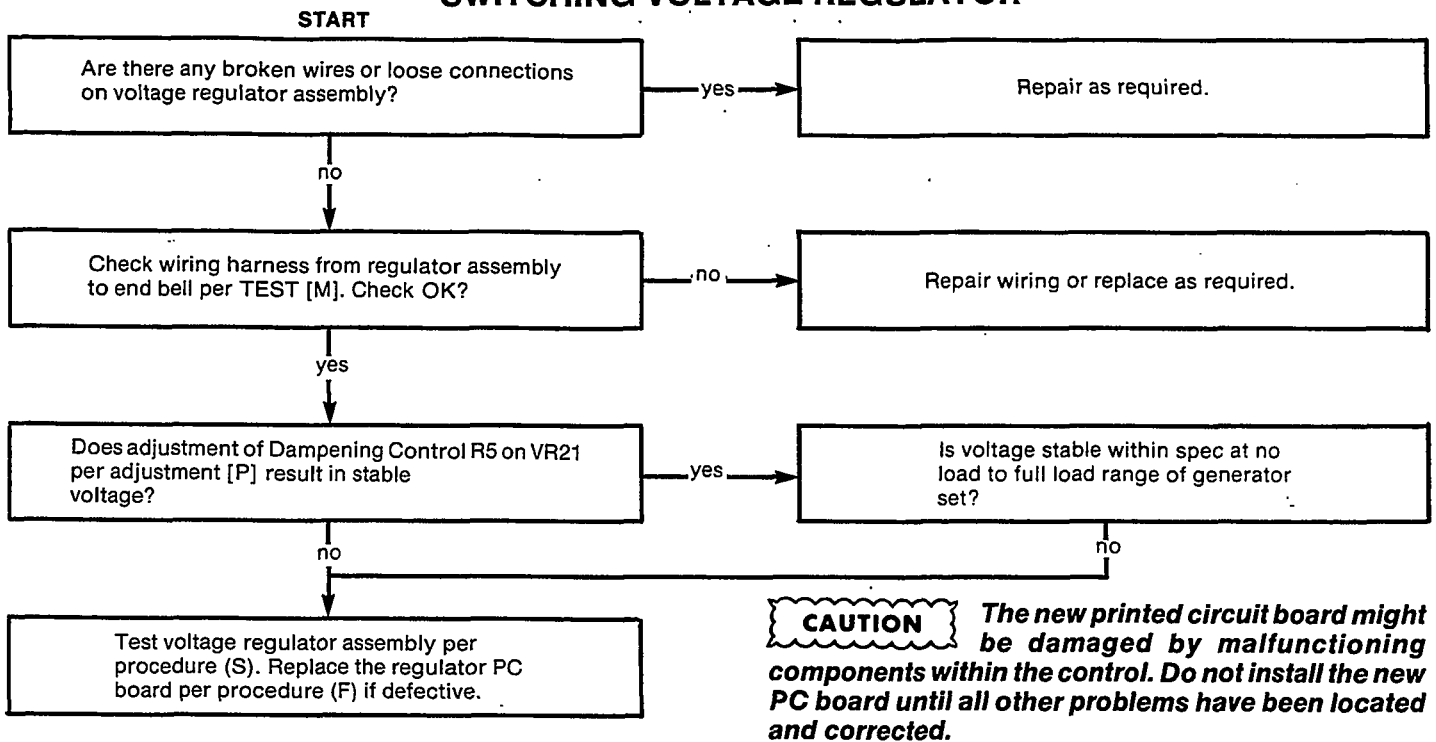 SWITCHING VOLTAGE REGULATOR
START
Are there any broken wires or loose connections
on voltage regulator assembly?
yes
Repair as required.
no
Check wiring harness from regulator assembly
to end bell per TEST [M]. Check OK?
no
Repair wiring or replace as required.
yes
Does adjustment of Dampening Control R5 on VR21
per adjustment [P] result in stable
voltage?
yes
Is voltage stable within spec at no
load to full load range of generator
set?
no
no
Test voltage regulator assembly per
procedure (S). Replace the regulator PC
board per procedure (F) if defective.
CAUTION The new printed circuit board might
be damaged by malfunctioning
components within the control. Do not install the new
PC board until all other problems have been located
and corrected.